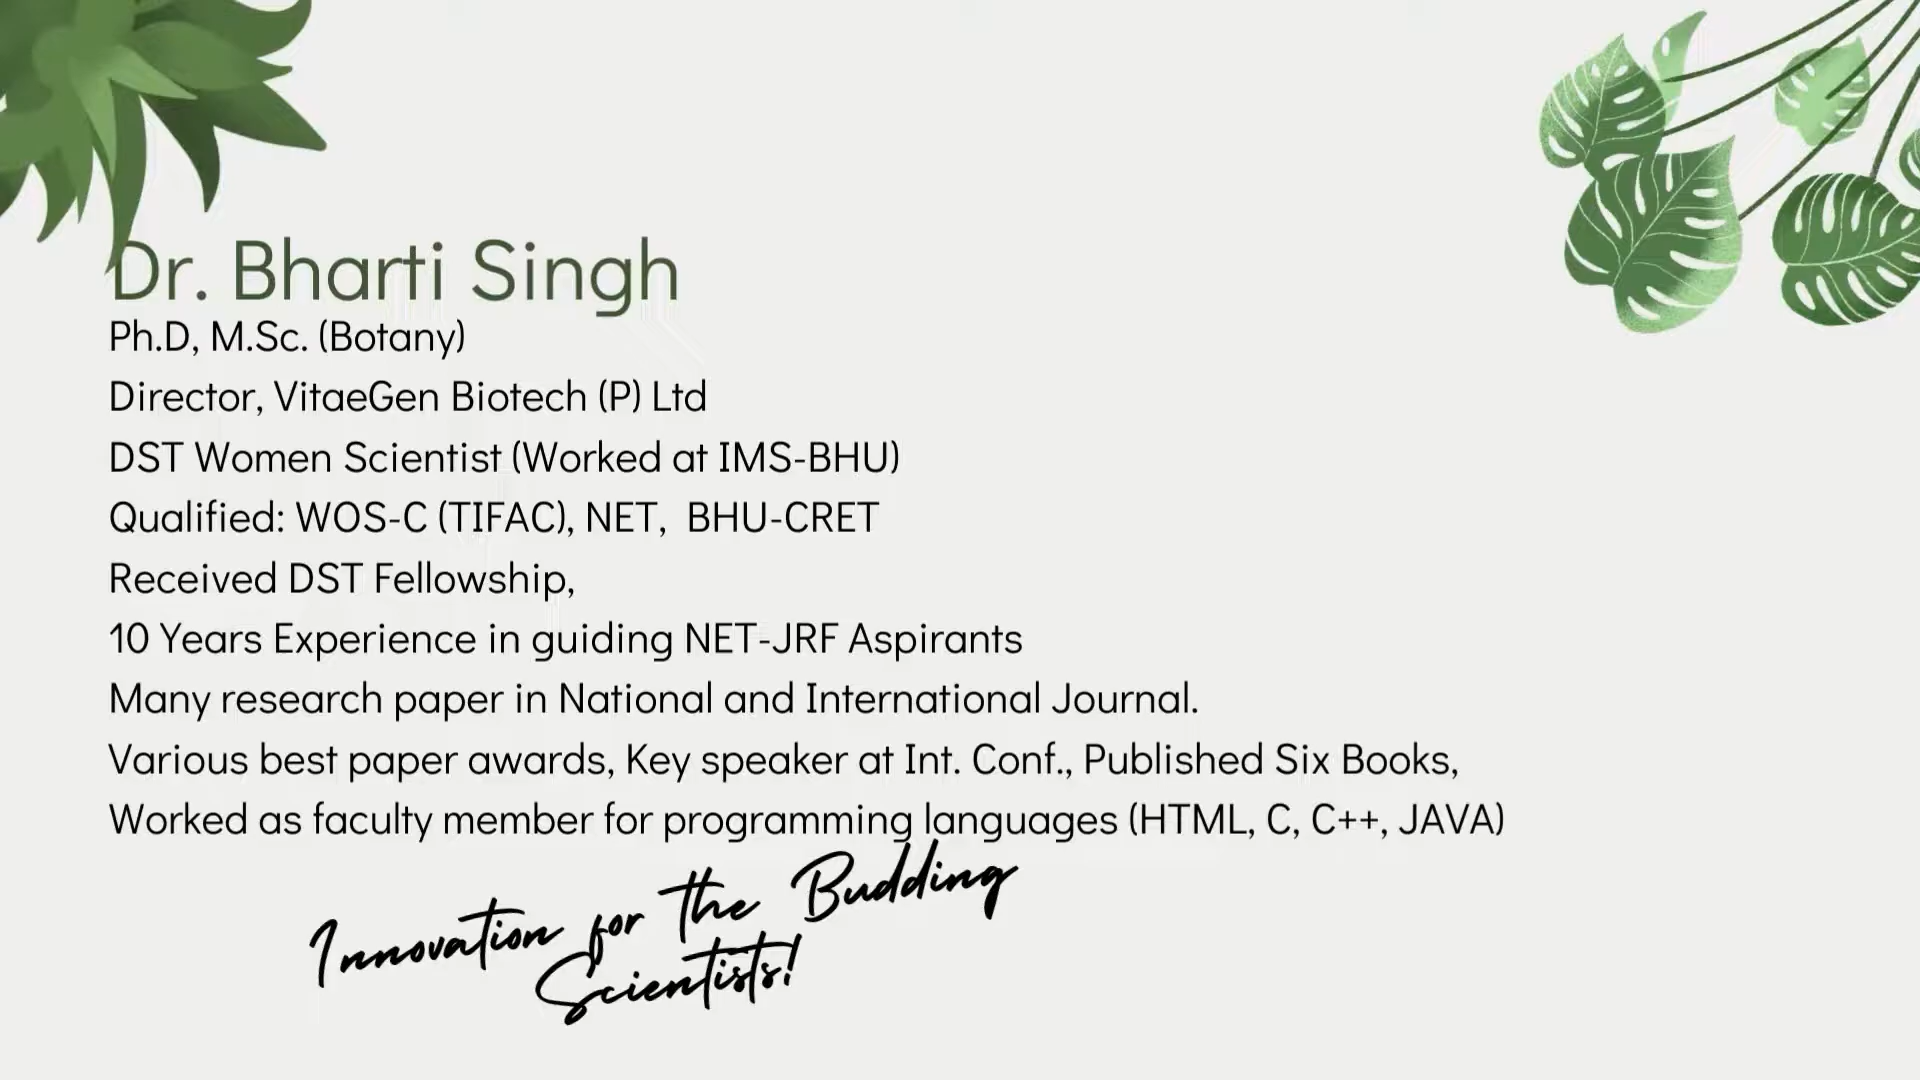 Dr. Bharti Singh
Ph.D, M.Sc. (Botany)
Director, VitaeGen Biotech (P) Ltd
DST Women Scientist (Worked at IMS-BHU)
Qualified: WOS-C (TIFAC), NET, BHU-CRET
Received DST Fellowship,
10 Years Experience in guiding NET-JRF Aspirants
Many research paper in National and International Journal.
Various best paper awards, Key speaker at Int. Conf., Published Six Books,
Worked as faculty member for programming languages (HTML, C, C++, JAVA)
Innovation for the Budding
Scientists!